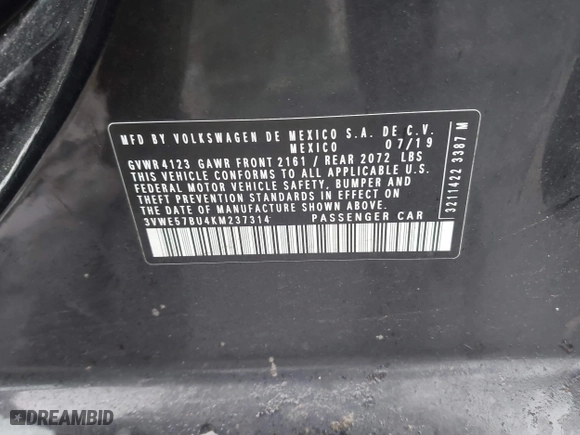 MFD BY VOLKSWAGEN DE MEXICO S.A. DE C.V.
MEXICO 07/19
GVWR 4123 GAWR FRONT 2161 / REAR 2072 LBS
THIS VEHICLE CONFORMS TO ALL APPLICABLE U.S.
FEDERAL MOTOR VEHICLE SAFETY, BUMPER AND
THEFT PREVENTION STANDARDS IN EFFECT ON
THE DATE OF MANUFACTURE SHOWN ABOVE.
3VWE57BU4KM237314 PASSENGER CAR
32111422 3387 M
DREAMBID